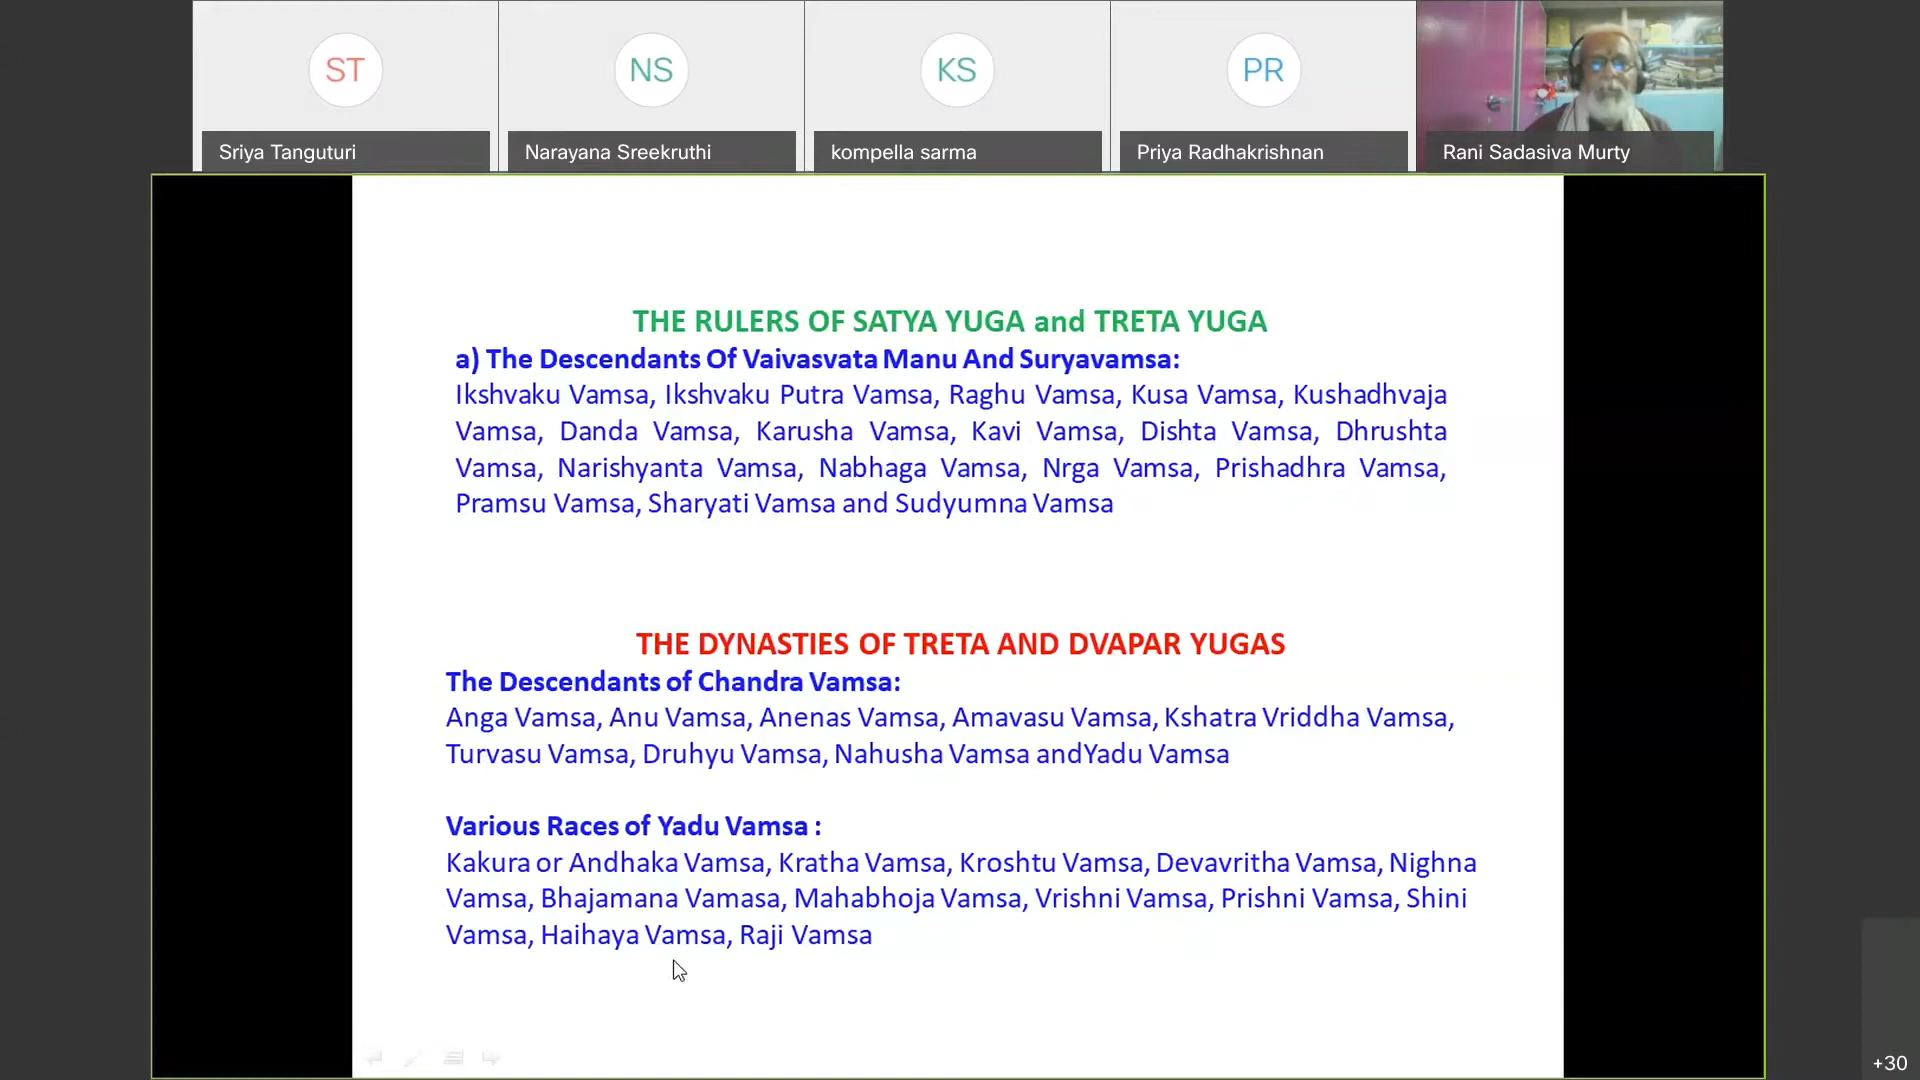 ST
NS
KS
PR
Sriya Tanguturi
Narayana Sreekruthi
kompella sarma
Priya Radhakrishnan
Rani Sadasiva Murty
THE RULERS OF SATYA YUGA and TRETA YUGA
a) The Descendants Of Vaivasvata Manu And Suryavamsa:
Ikshvaku Vamsa, Ikshvaku Putra Vamsa, Raghu Vamsa, Kusa Vamsa, Kushadhvaja
Vamsa, Danda Vamsa, Karusha Vamsa, Kavi Vamsa, Dishta Vamsa, Dhrushta
Vamsa, Narishyanta Vamsa, Nabhaga Vamsa, Nrga Vamsa, Prishadhra Vamsa,
Pramsu Vamsa, Sharyati Vamsa and Sudyumna Vamsa
THE DYNASTIES OF TRETA AND DVAPAR YUGAS
The Descendants of Chandra Vamsa:
Anga Vamsa, Anu Vamsa, Anenas Vamsa, Amavasu Vamsa, Kshatra Vriddha Vamsa,
Turvasu Vamsa, Druhyu Vamsa, Nahusha Vamsa andYadu Vamsa
Various Races of Yadu Vamsa :
Kakura or Andhaka Vamsa, Kratha Vamsa, Kroshtu Vamsa, Devavritha Vamsa, Nighna
Vamsa, Bhajamana Vamasa, Mahabhoja Vamsa, Vrishni Vamsa, Prishni Vamsa, Shini
Vamsa, Haihaya Vamsa, Raji Vamsa
+30